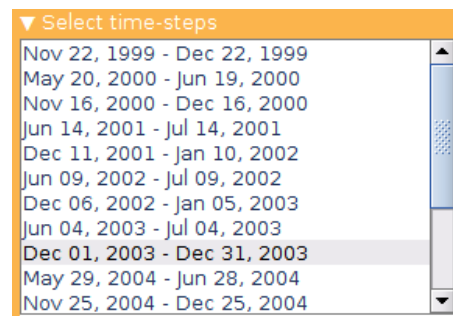 ▼ Select time-steps
Nov 22, 1999 - Dec 22, 1999
May 20, 2000 - Jun 19, 2000
Nov 16, 2000 - Dec 16, 2000
Jun 14, 2001 - Jul 14, 2001
Dec 11, 2001 - Jan 10, 2002
Jun 09, 2002 - Jul 09, 2002
Dec 06, 2002 - Jan 05, 2003
Jun 04, 2003 - Jul 04, 2003
Dec 01, 2003 - Dec 31, 2003
May 29, 2004 - Jun 28, 2004
Nov 25, 2004 - Dec 25, 2004